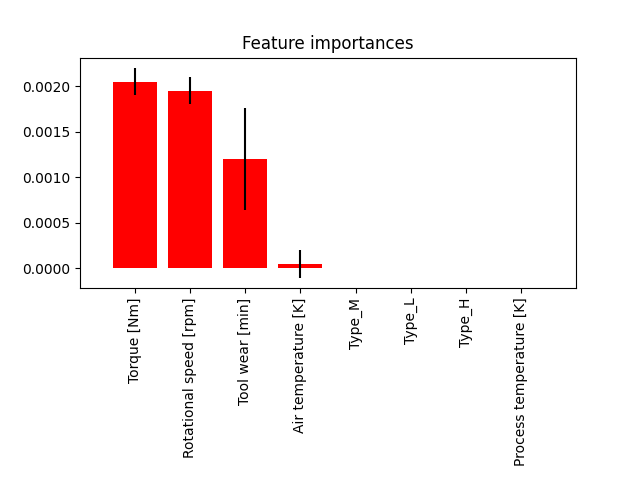 Feature importances
0.0020
0.0015
0.0010
0.0005
0.0000
Torque [Nm]
Rotational speed [rpm]
Tool wear [min]
Air temperature [K]
Type_M
Type_L
Type_H
Process temperature [K]